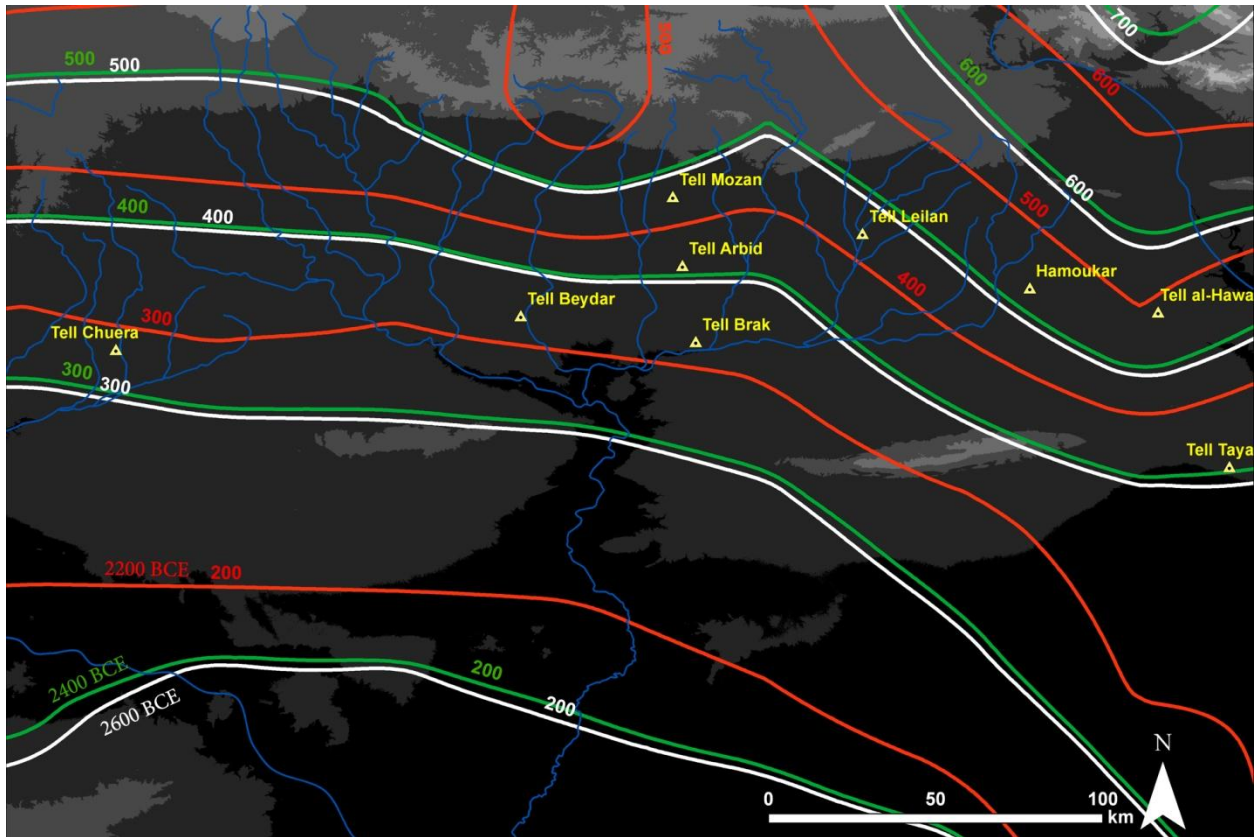 700
500
500
500
600
600
Tell Mozan
600
400
400
500
Tell Leilan
Tell Arbid
400
Hamoukar
Tell Beydar
Tell al-Hawa
300
Tell Chuera
Tell Brak
300
300
Tell Taya
2200 BCE
200
2400 BCE
200
2600 BCE
200
N
0
50
100
km